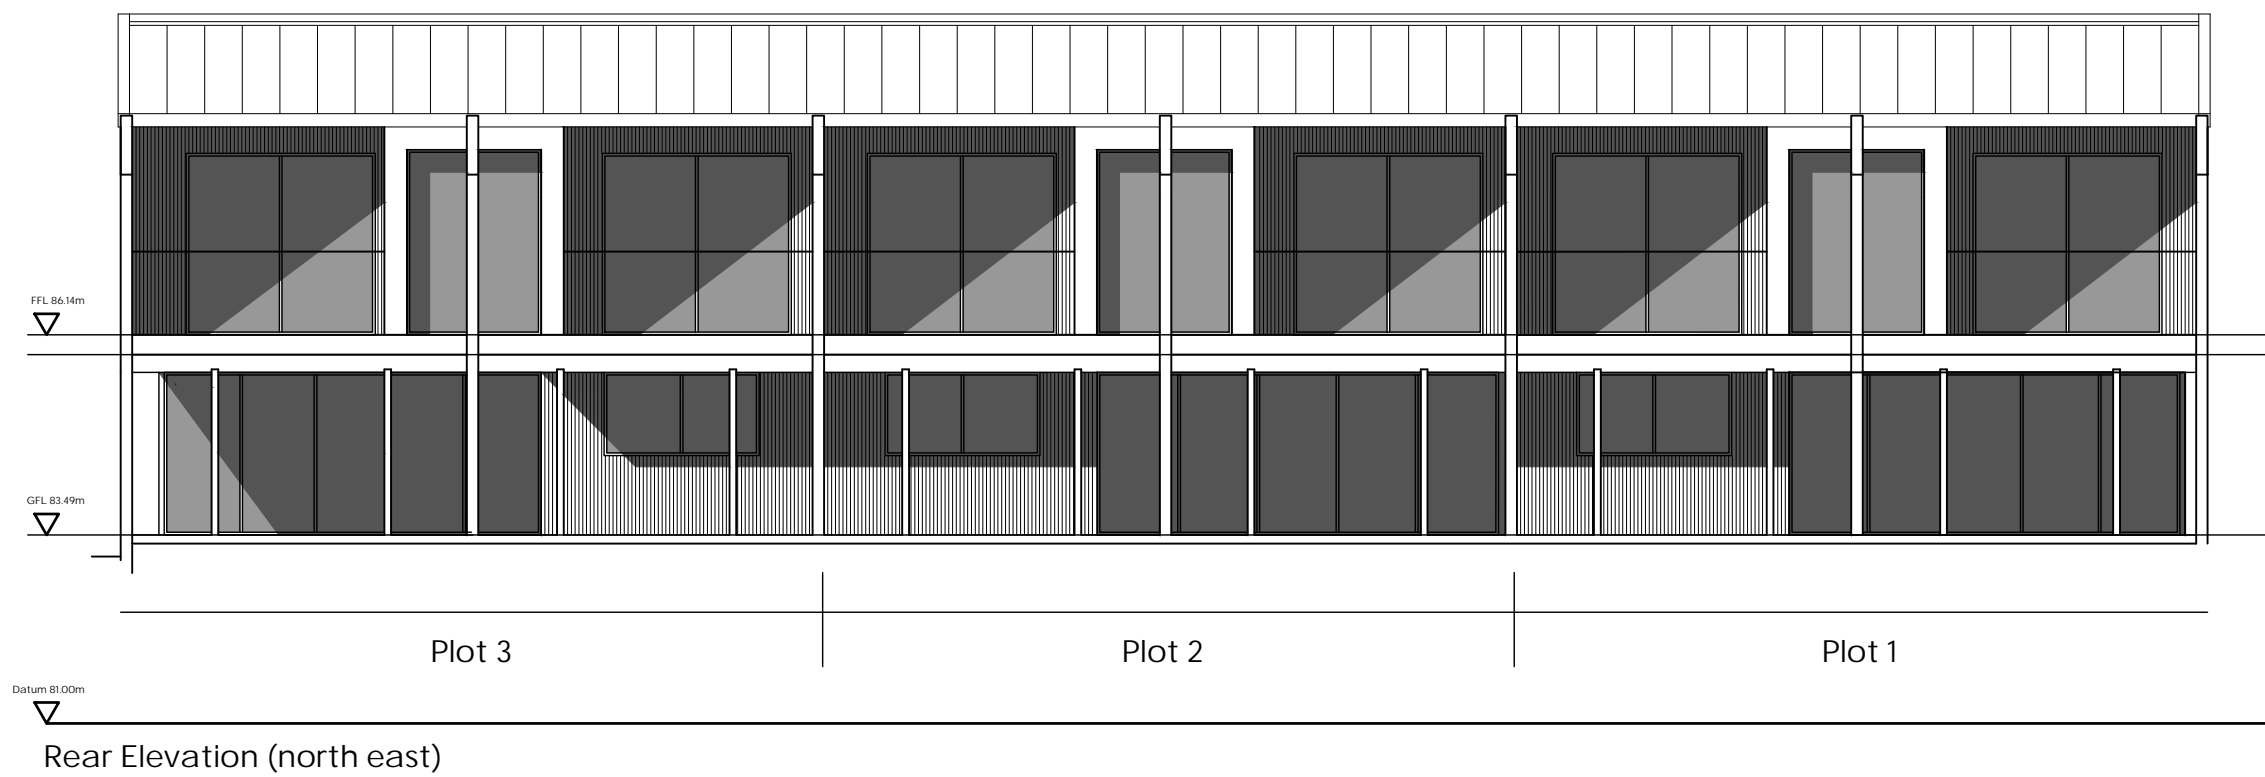 FFL 86.14m
GFL 83.49m
Plot 3
Plot 2
Plot 1
Datum 81.00m
Rear Elevation (north east)